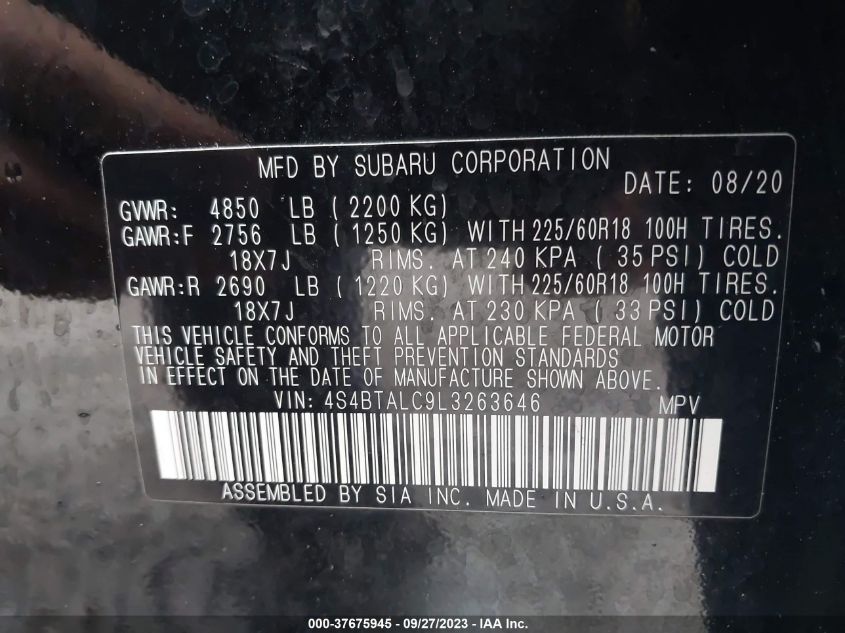 MFD BY SUBARU CORPORATION
DATE: 08/20
GVWR: 4850 LB ( 2200 KG)
GAWR:F 2756 LB ( 1250 KG) WITH 225/60R18 100H TIRES.
18X7J RIMS. AT 240 KPA ( 35 PSI) COLD
GAWR:R 2690 LB ( 1220 KG) WITH 225/60R18 100H TIRES.
18X7J RIMS. AT 230 KPA ( 33 PSI) COLD
THIS VEHICLE CONFORMS TO ALL APPLICABLE FEDERAL MOTOR
VEHICLE SAFETY AND THEFT PREVENTION STANDARDS
IN EFFECT ON THE DATE OF MANUFACTURE SHOWN ABOVE.
VIN: 4S4BTALC9L3263646 MPV
ASSEMBLED BY SIA INC. MADE IN U.S.A.
000-37675945 - 09/27/2023 - IAA Inc.